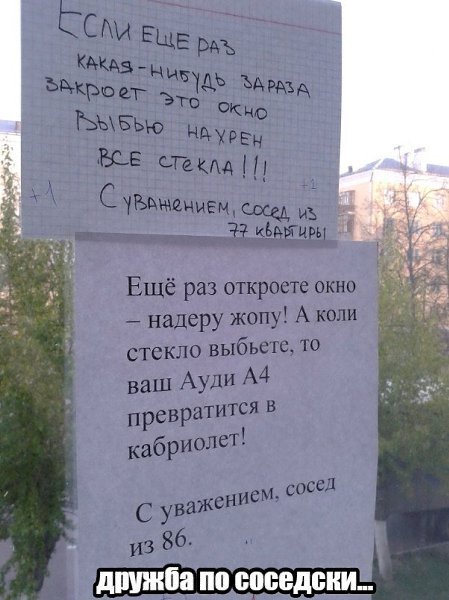 Если ещё раз
какая-нибудь зараза
закроет это окно
Выбью нахрен
все стекла!!!
+1 +1
С уважением, сосед из
77 квартиры
Ещё раз откроете окно
– надеру жопу! А коли
стекло выбьете, то
ваш Ауди А4
превратится в
кабриолет!
С уважением, сосед
из 86.
дружба по соседски...